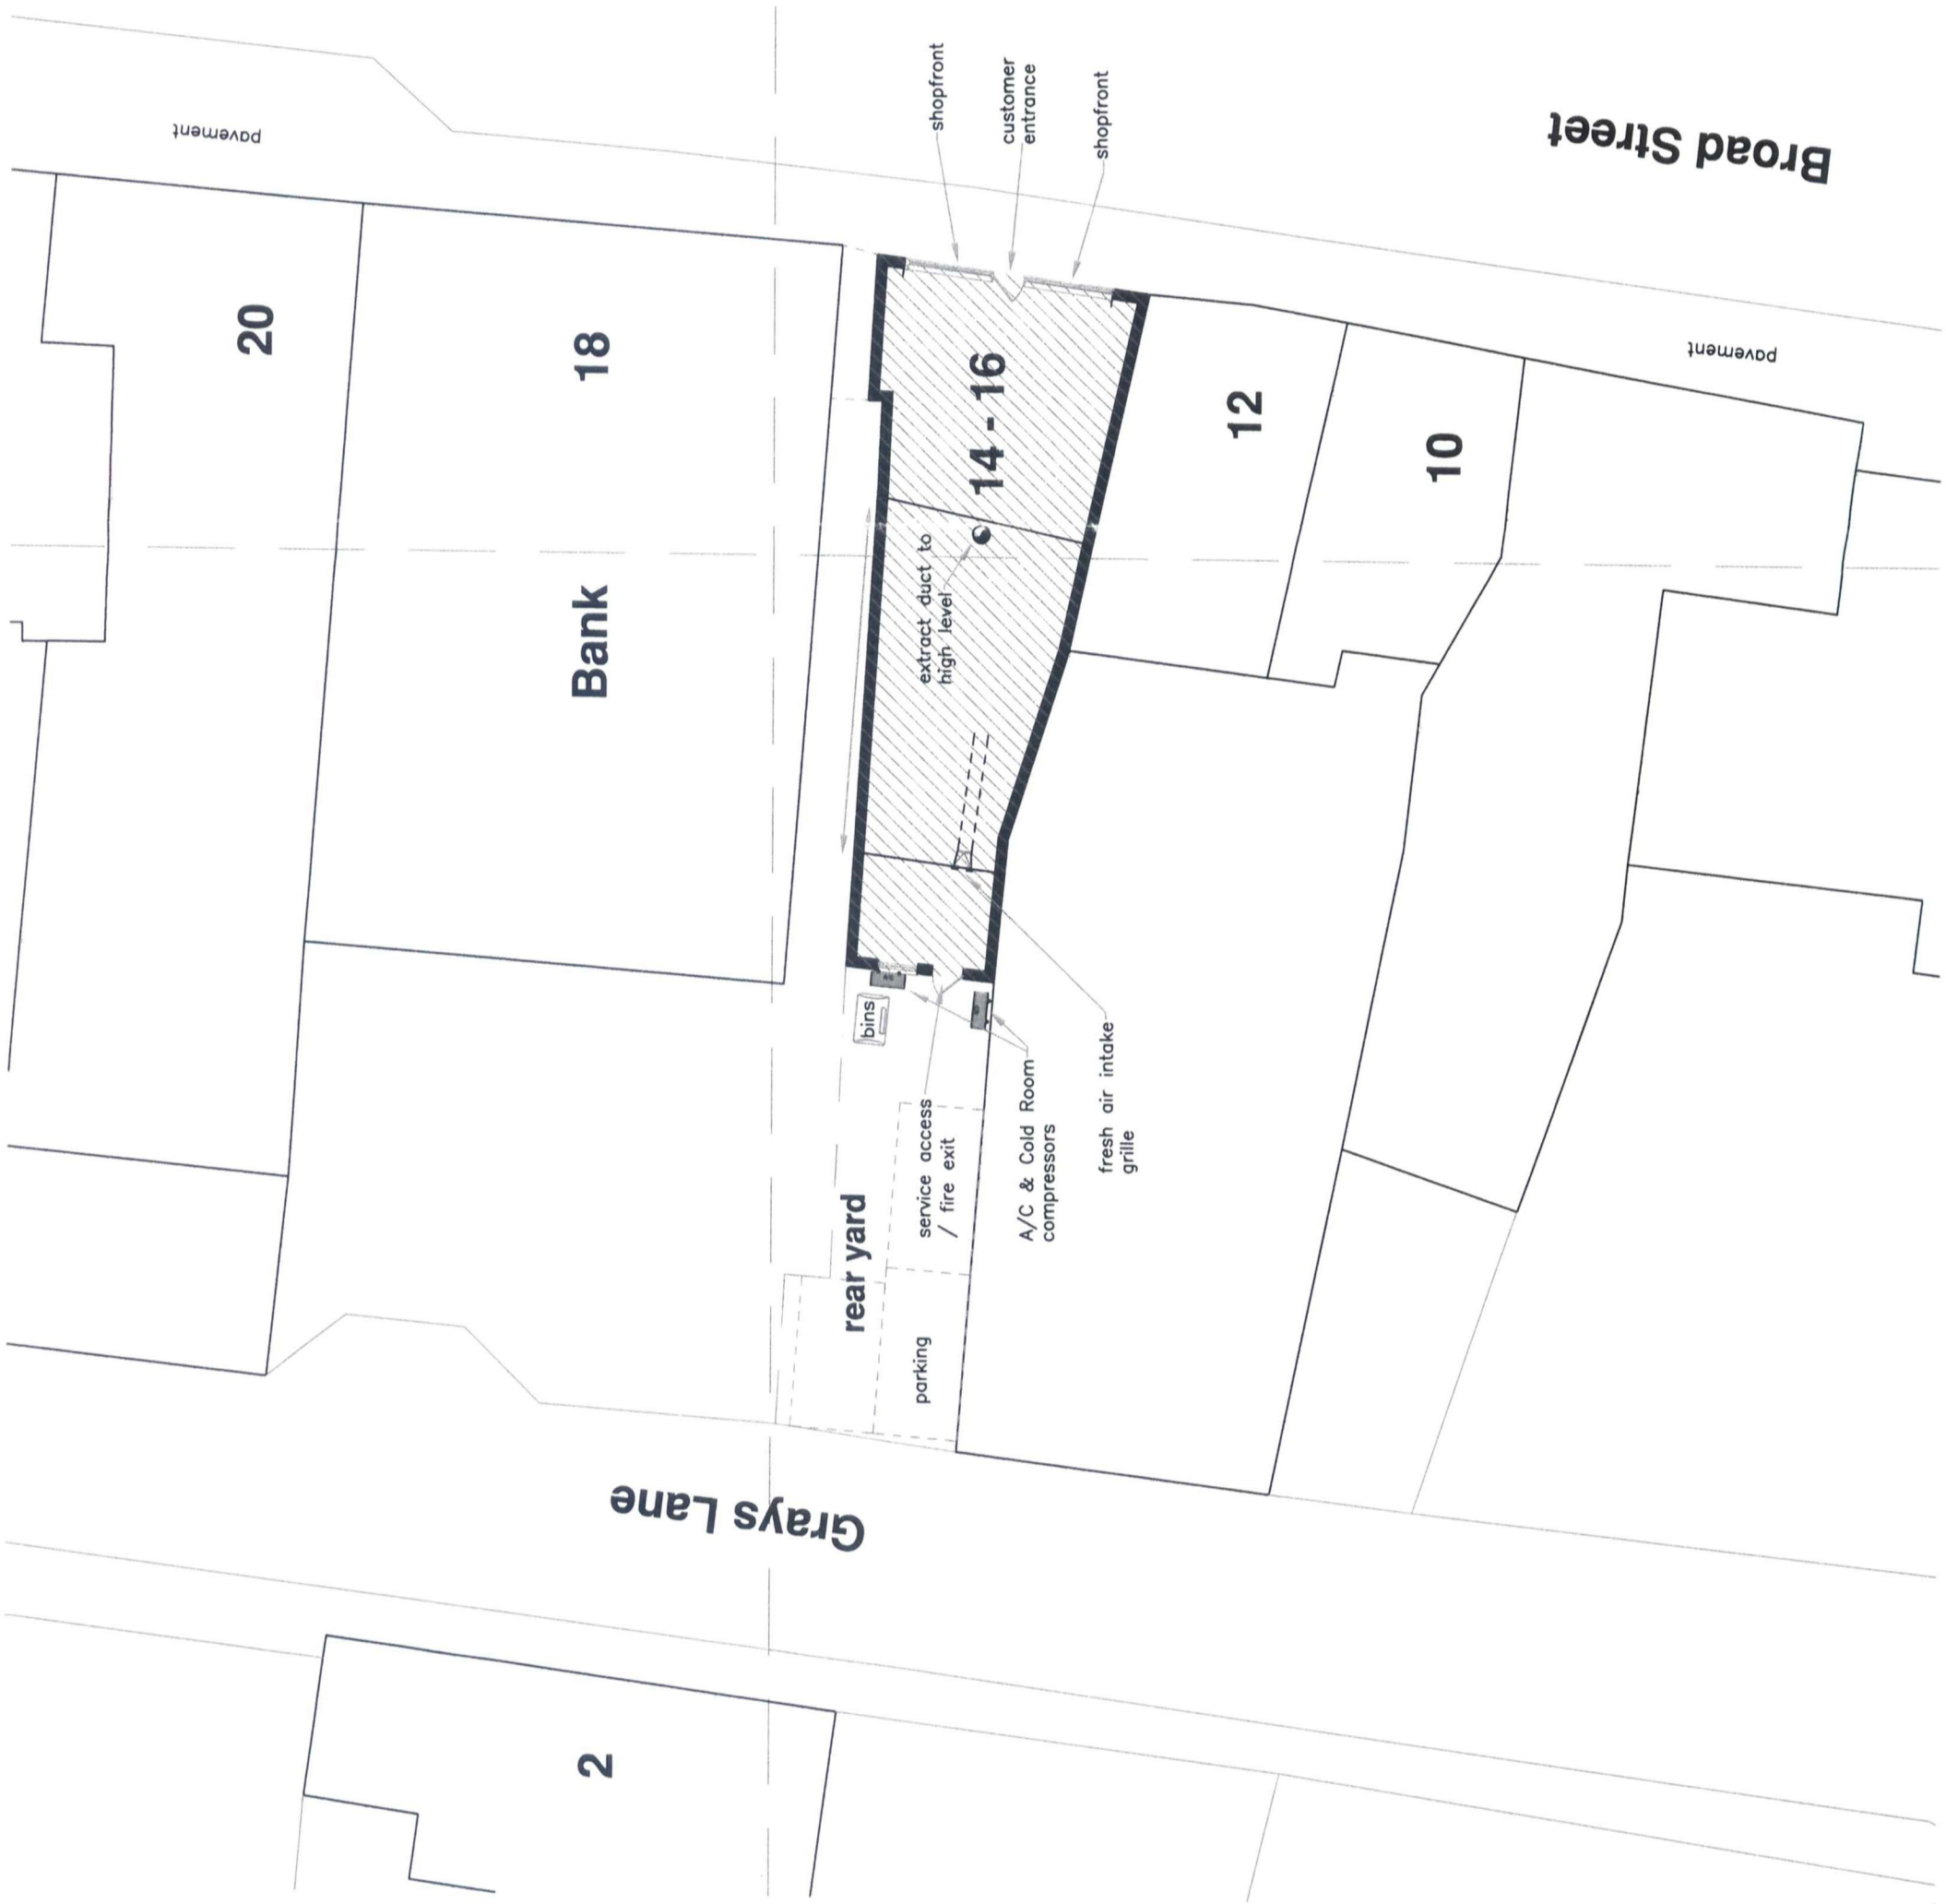 pavement
Broad Street
shopfront
customer
entrance
shopfront
pavement
20
18
Bank
14 - 16
12
10
extract duct to
high level
bins
rear yard
parking
service access
/ fire exit
A/C & Cold Room
compressors
fresh air intake
grille
Grays Lane
2